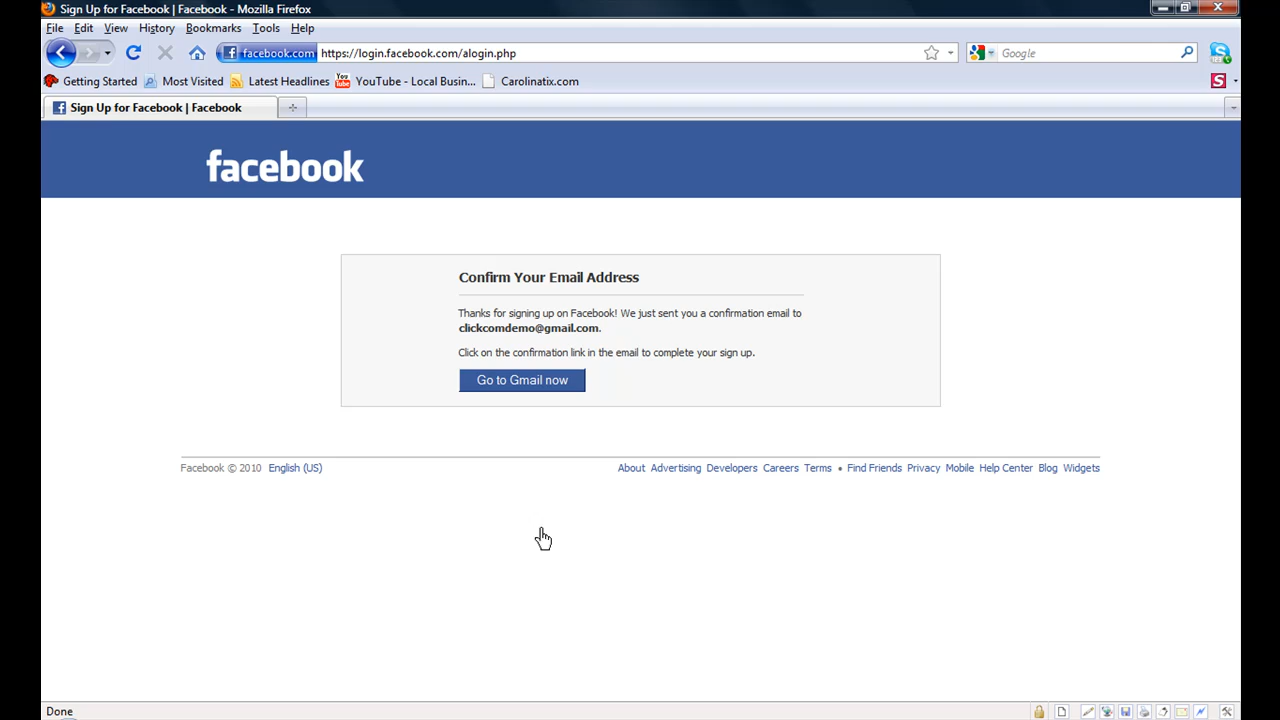 Sign Up for Facebook | Facebook - Mozilla Firefox
File Edit View History Bookmarks Tools Help
facebook.com https://login.facebook.com/alogin.php Google
Getting Started Most Visited Latest Headlines You Tube YouTube - Local Busin... Carolinatix.com S
Sign Up for Facebook | Facebook
facebook
Confirm Your Email Address
Thanks for signing up on Facebook! We just sent you a confirmation email to
clickcomdemo@gmail.com.
Click on the confirmation link in the email to complete your sign up.
Go to Gmail now
Facebook © 2010 English (US) About Advertising Developers Careers Terms • Find Friends Privacy Mobile Help Center Blog Widgets
Done